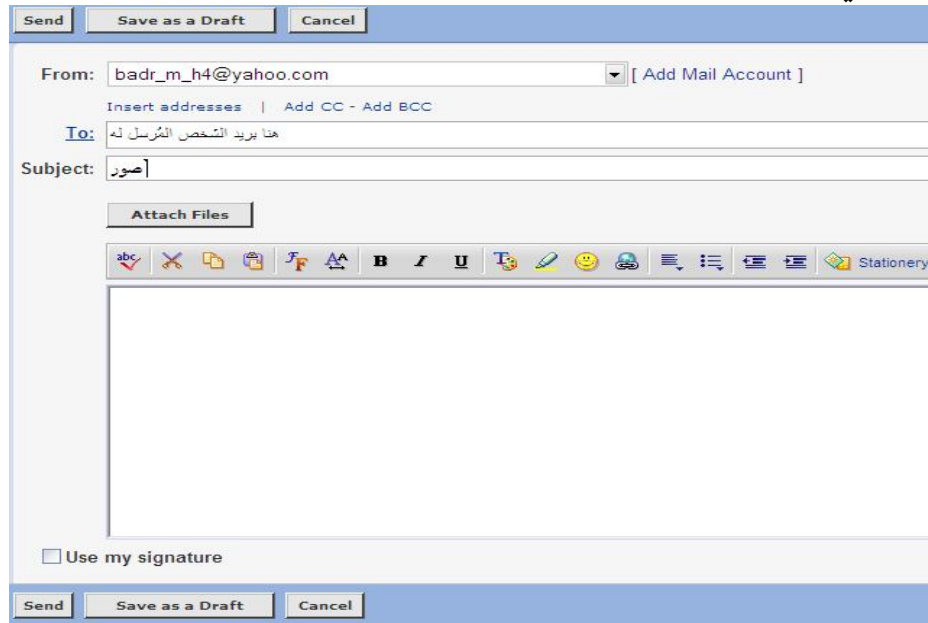 Send Save as a Draft Cancel
From: badr_m_h4@yahoo.com [ Add Mail Account ]
Insert addresses | Add CC - Add BCC
To: هنا بريد الشخص المُرسل له
Subject: صور
Attach Files
abc B I U Stationery
Use my signature
Send Save as a Draft Cancel